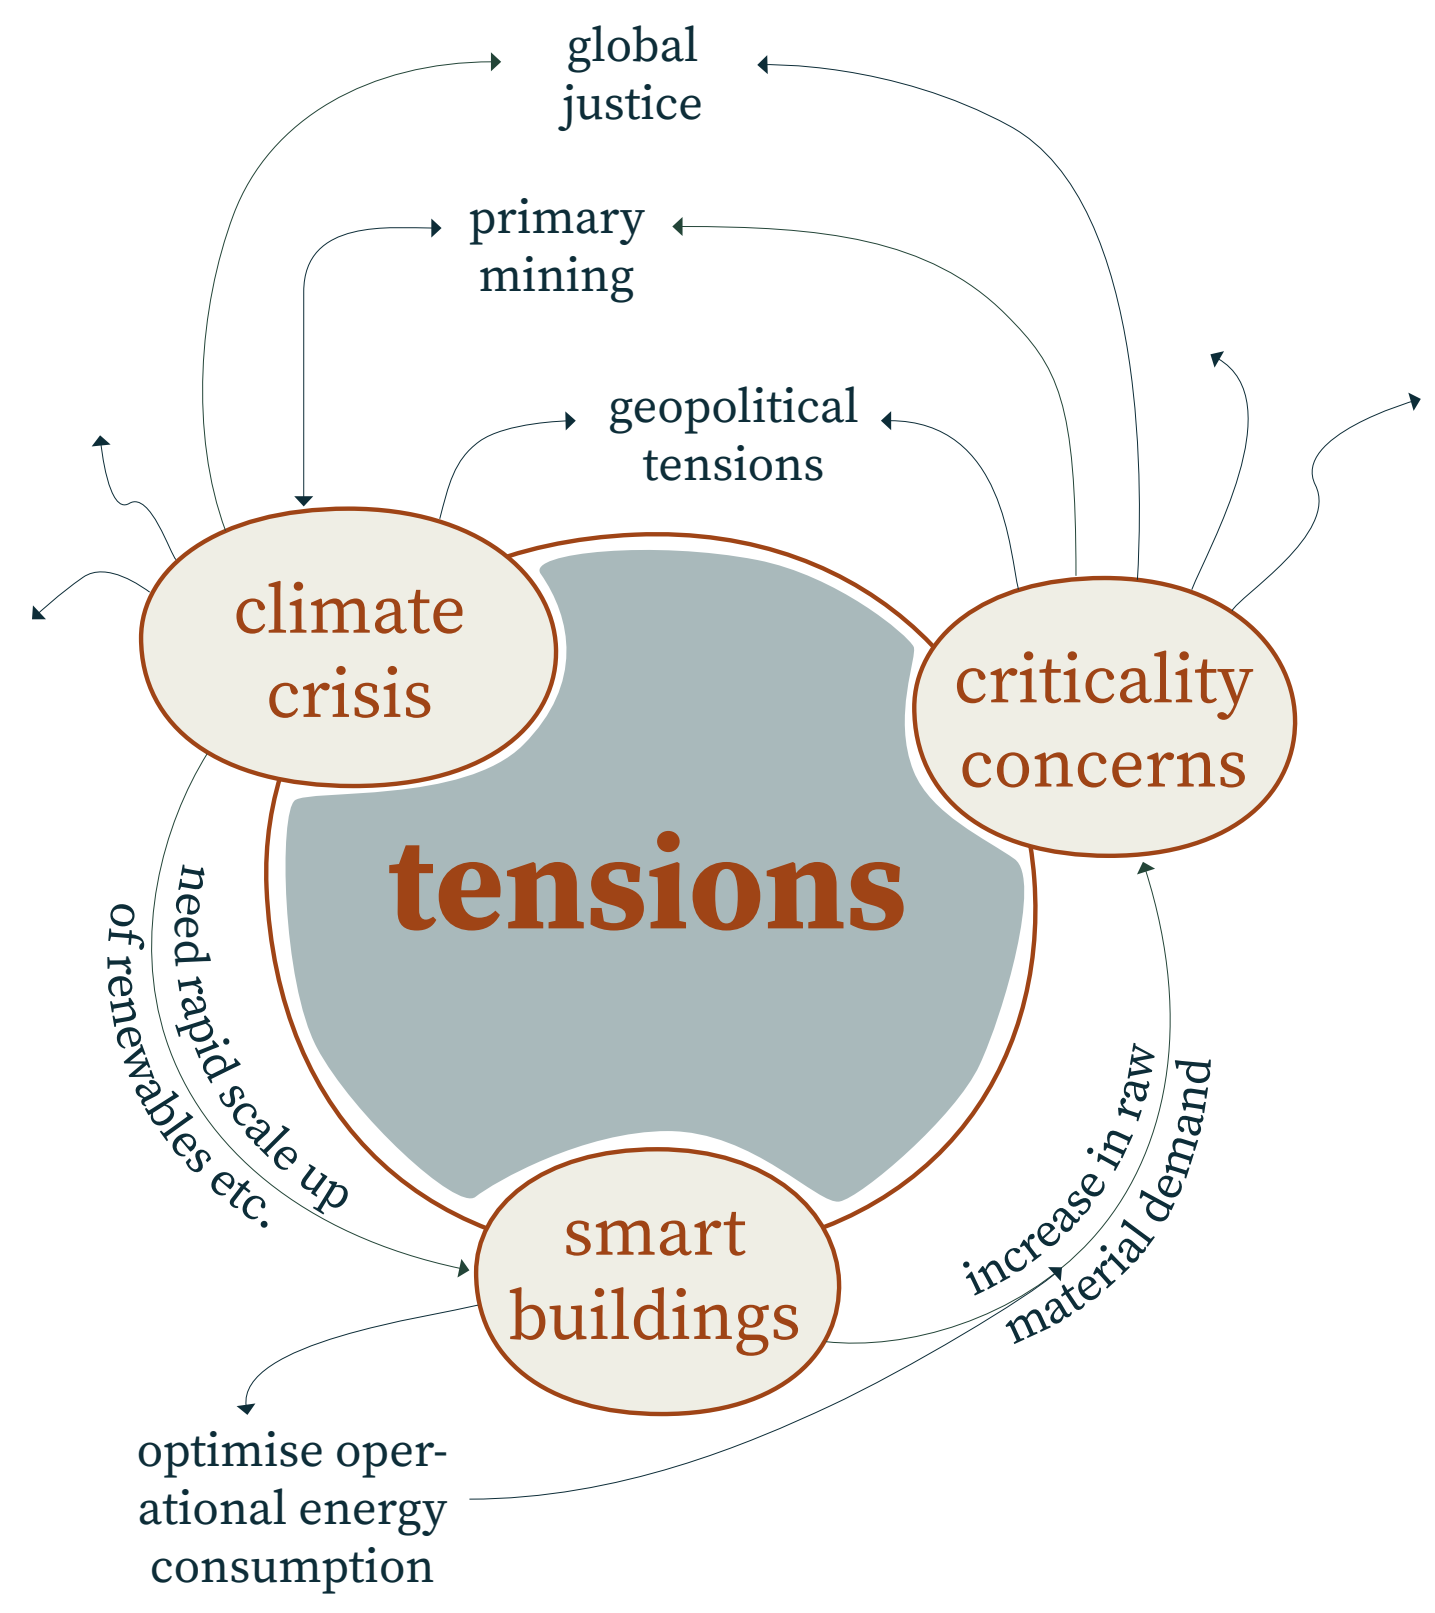 global
justice
primary
mining
geopolitical
tensions
climate
crisis
criticality
concerns
tensions
need rapid scale up
of renewables etc.
increase in raw
material demand
smart
buildings
optimise oper-
ational energy
consumption